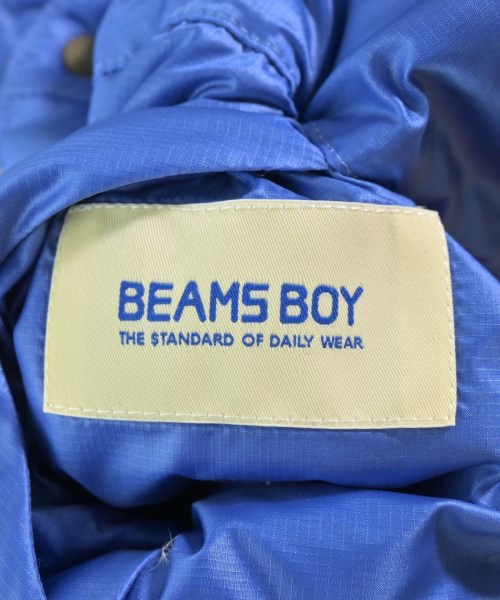 BEAMS BOY
THE STANDARD OF DAILY WEAR